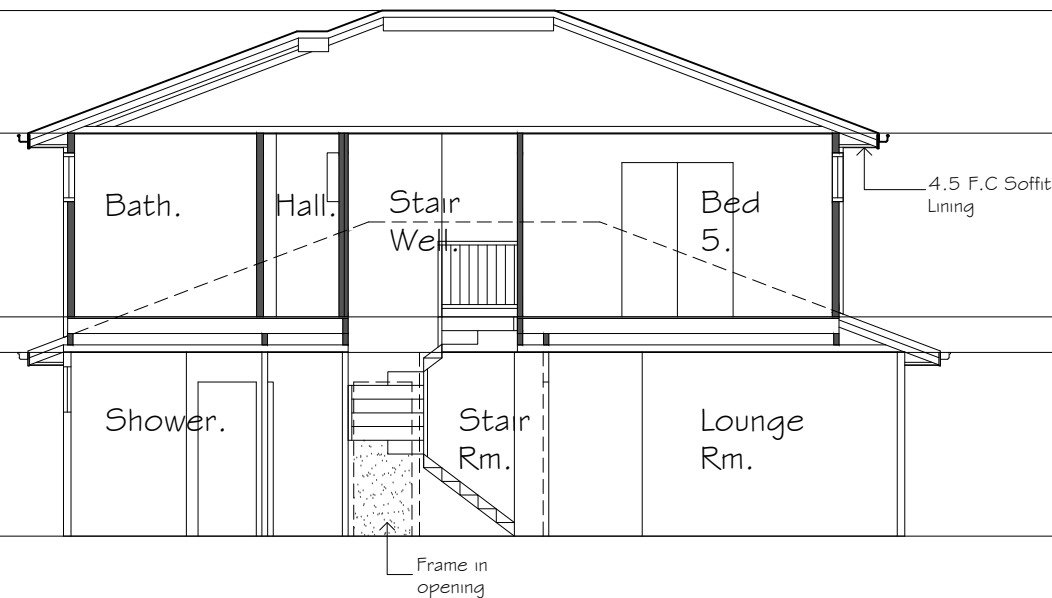 Bath.
Hall.
Stair
Well.
Bed
5.
4.5 F.C Soffit
Lining
Shower.
Stair
Rm.
Lounge
Rm.
Frame in
opening